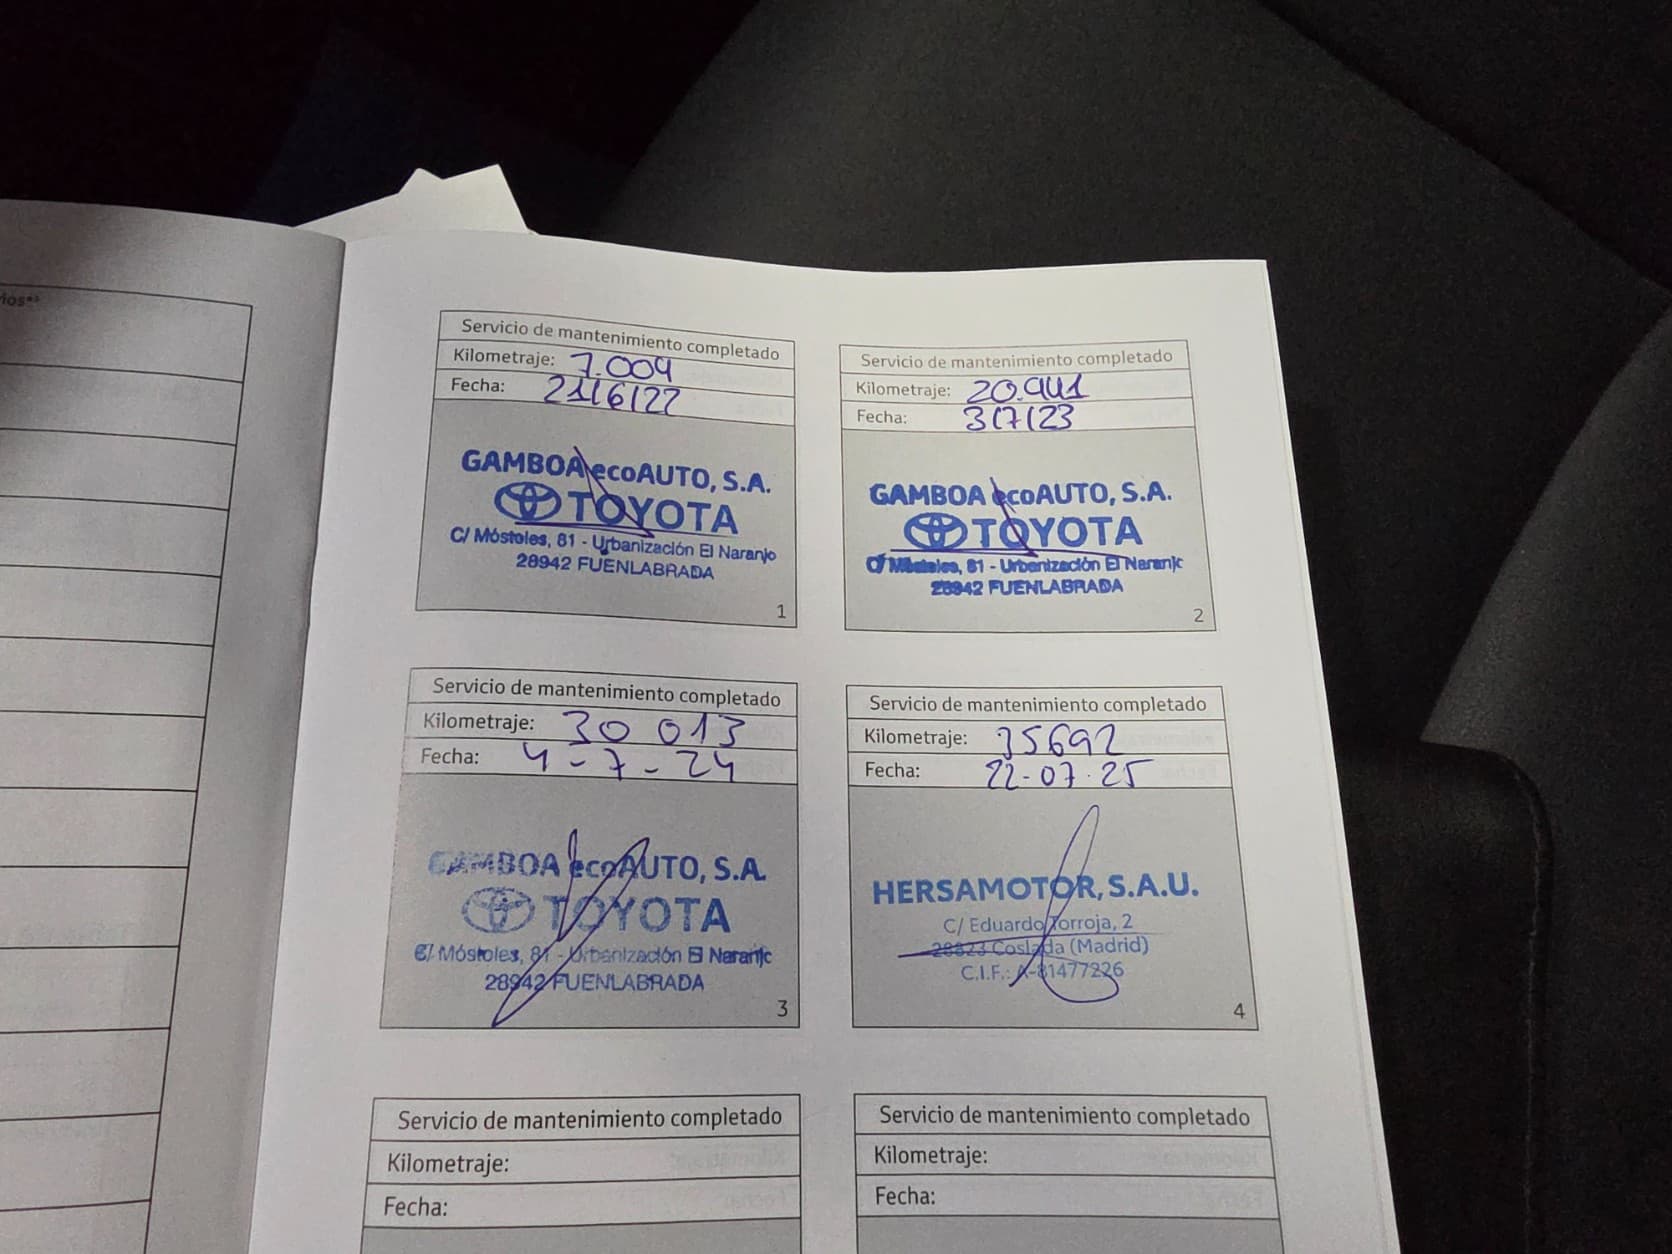 Servicio de mantenimiento completado
Kilometraje: 7.009
Fecha: 21/6/22
GAMBOA ecoAUTO, S.A.
TOYOTA
C/ Móstoles, 81 - Urbanización El Naranjo
28942 FUENLABRADA
1
Servicio de mantenimiento completado
Kilometraje: 20.941
Fecha: 3/7/23
GAMBOA ecoAUTO, S.A.
TOYOTA
C/ Móstoles, 81 - Urbanización El Naranjo
28942 FUENLABRADA
2
Servicio de mantenimiento completado
Kilometraje: 30 013
Fecha: 4-7-24
GAMBOA ecoAUTO, S.A.
TOYOTA
C/ Móstoles, 81 - Urbanización El Naranjo
28942 FUENLABRADA
3
Servicio de mantenimiento completado
Kilometraje: 35692
Fecha: 22-07-25
HERSAMOTOR, S.A.U.
C/ Eduardo Torroja, 2
28823 Coslada (Madrid)
C.I.F.: A-81477226
4
Servicio de mantenimiento completado
Kilometraje:
Fecha:
Servicio de mantenimiento completado
Kilometraje:
Fecha: